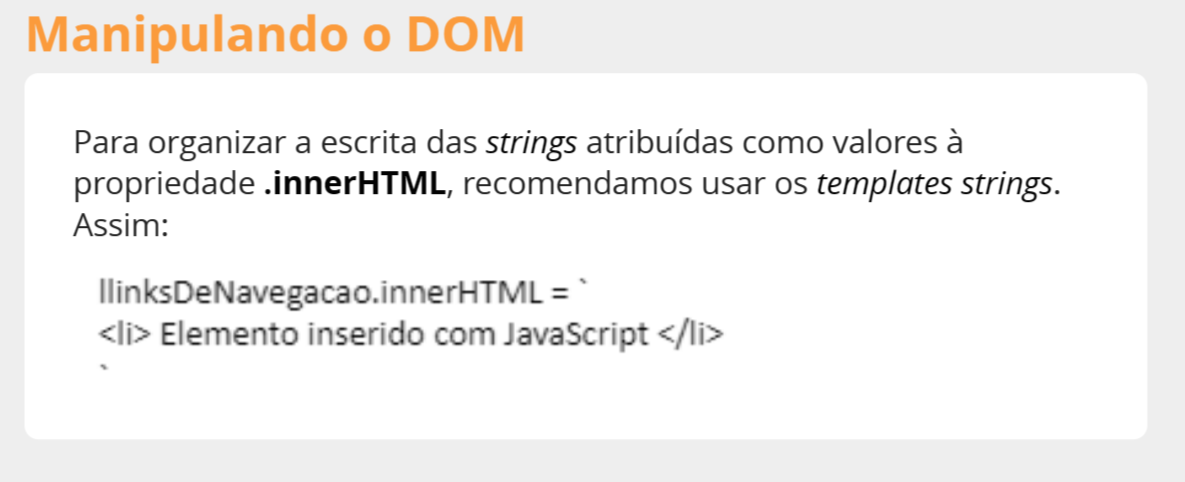 Manipulando o DOM
Para organizar a escrita das strings atribuídas como valores à
propriedade .innerHTML, recomendamos usar os templates strings.
Assim:
llinksDeNavegacao.innerHTML = `
<li> Elemento inserido com JavaScript </li>
`